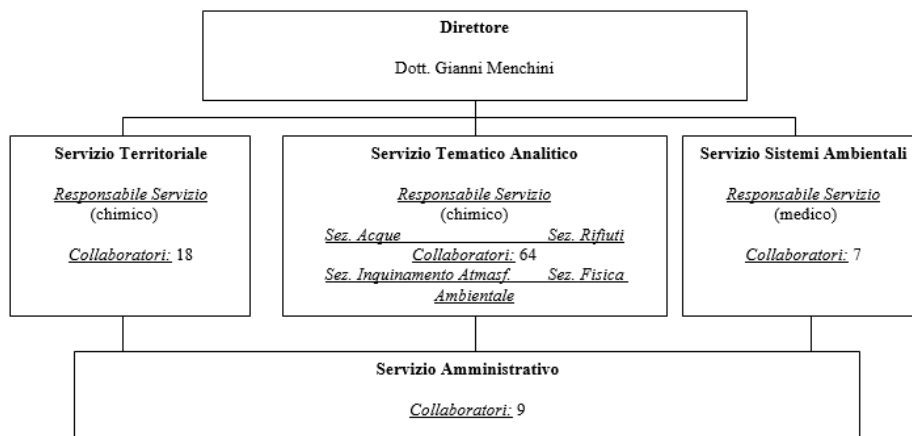 Direttore
Dott. Gianni Menchini
Servizio Territoriale
Responsabile Servizio
(chimico)
Collaboratori: 18
Servizio Tematico Analitico
Responsabile Servizio
(chimico)
Sez. Acque Sez. Rifiuti
Collaboratori: 64
Sez. Inquinamento Atmasf. Sez. Fisica
Ambientale
Servizio Sistemi Ambientali
Responsabile Servizio
(medico)
Collaboratori: 7
Servizio Amministrativo
Collaboratori: 9